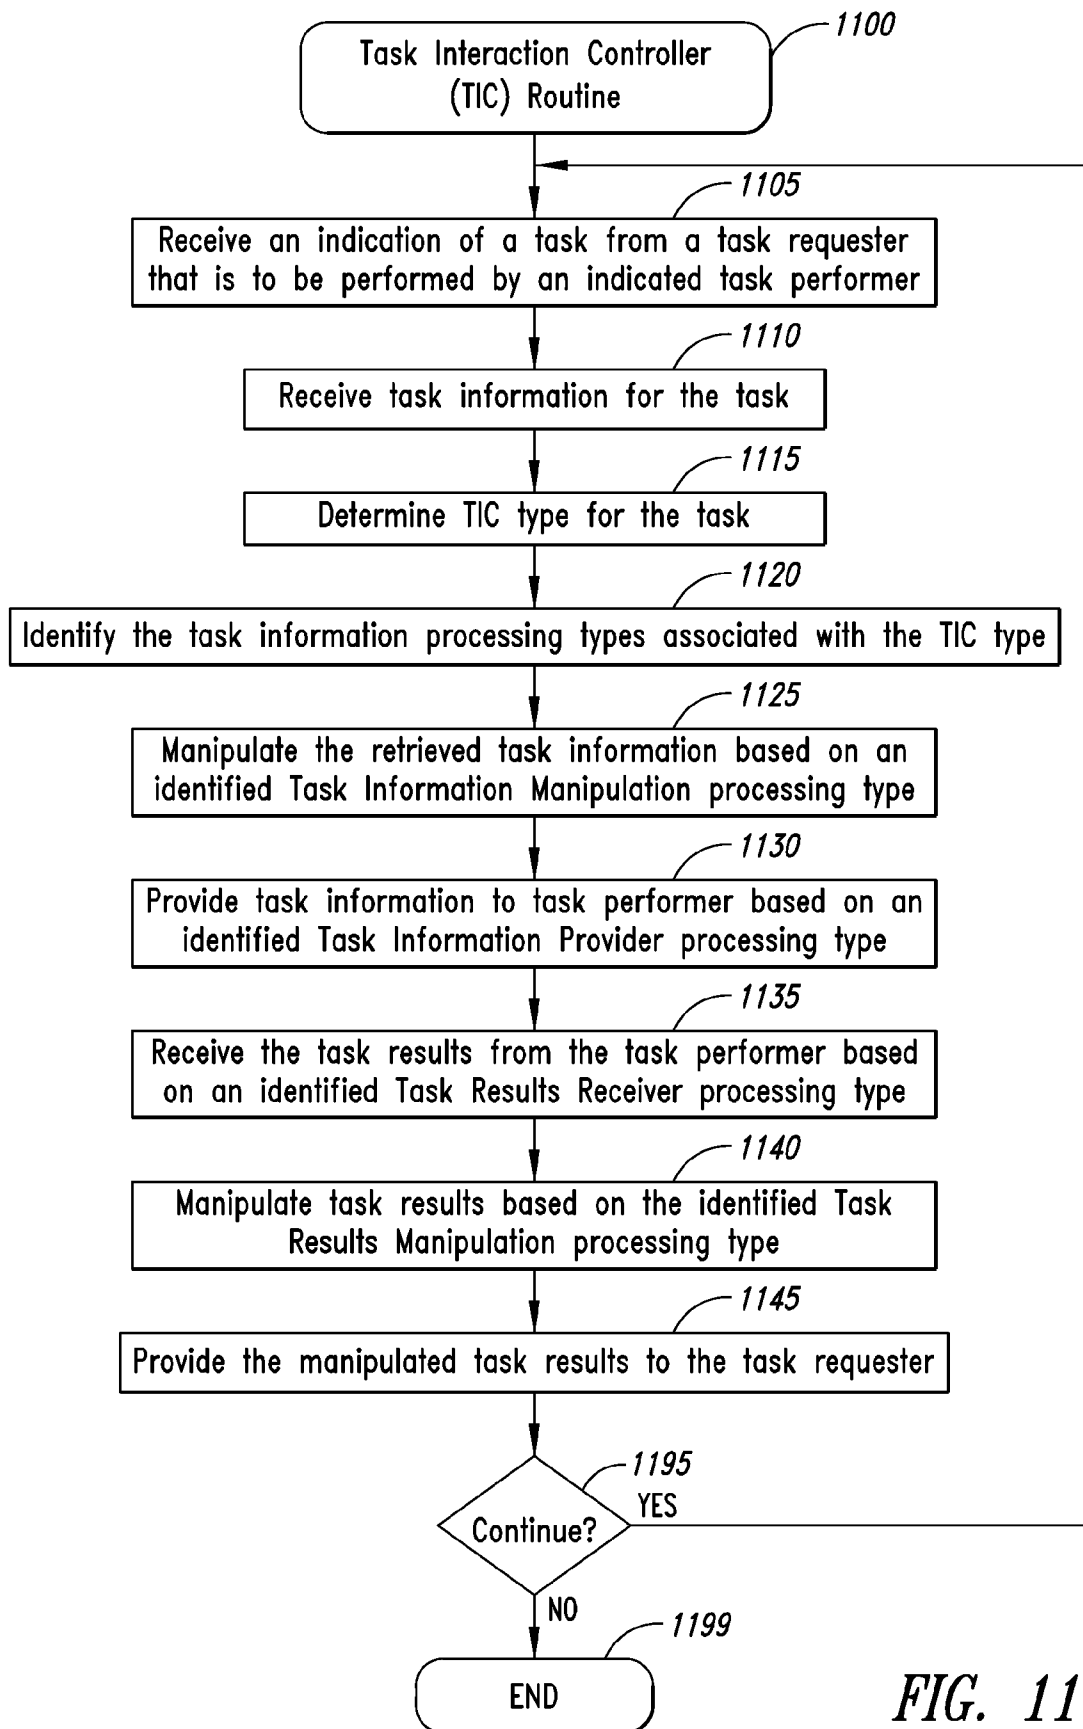 1100
Task Interaction Controller
(TIC) Routine
1105
Receive an indication of a task from a task requester
that is to be performed by an indicated task performer
1110
Receive task information for the task
1115
Determine TIC type for the task
1120
Identify the task information processing types associated with the TIC type
1125
Manipulate the retrieved task information based on an
identified Task Information Manipulation processing type
1130
Provide task information to task performer based on an
identified Task Information Provider processing type
1135
Receive the task results from the task performer based
on an identified Task Results Receiver processing type
1140
Manipulate task results based on the identified Task
Results Manipulation processing type
1145
Provide the manipulated task results to the task requester
1195
YES
Continue?
NO
1199
END
FIG. 11